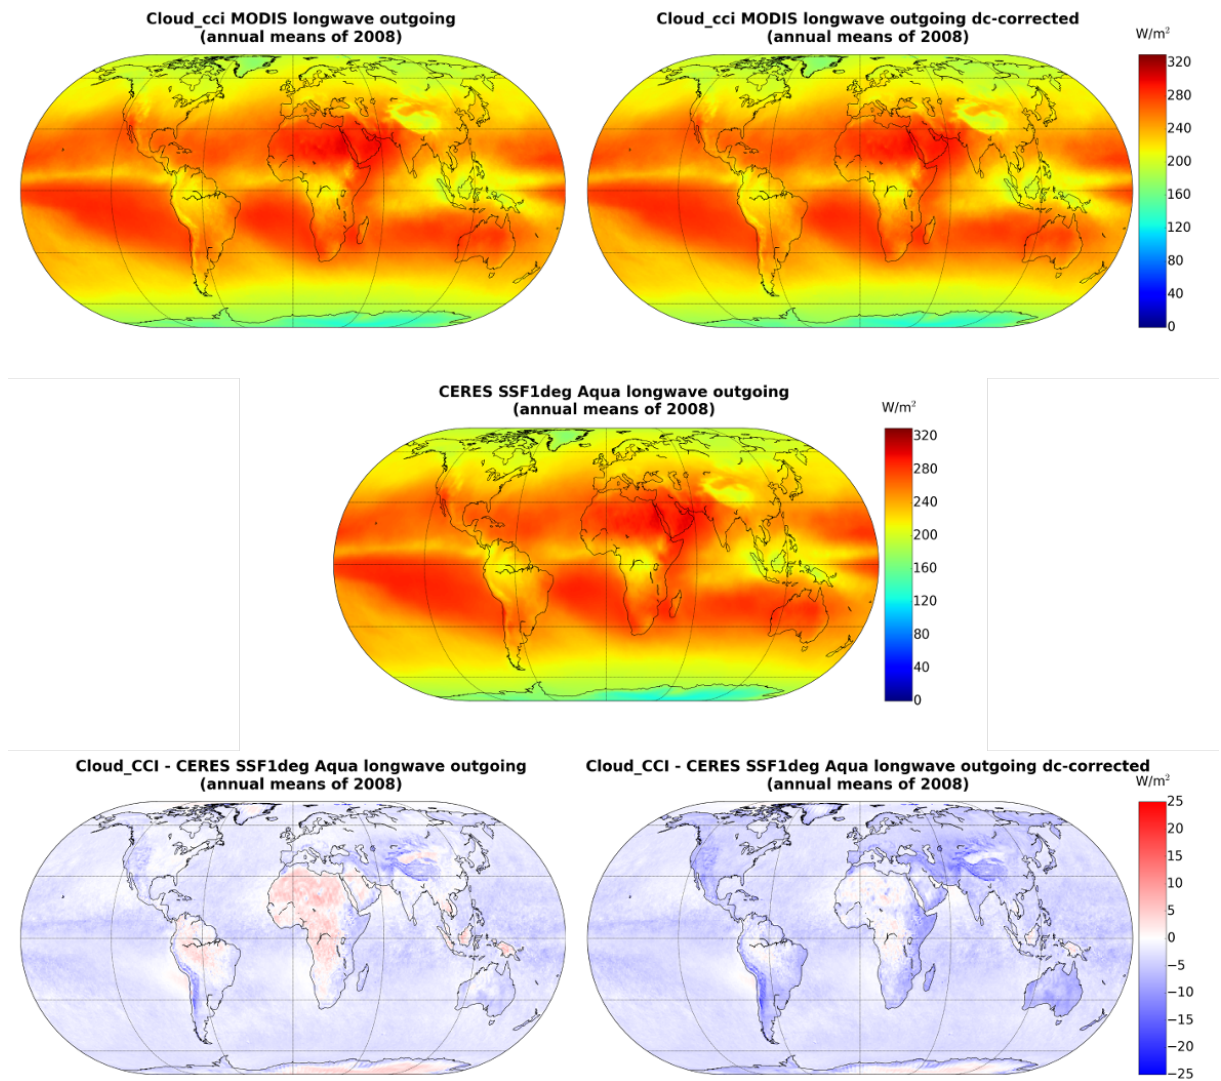 Cloud_cci MODIS longwave outgoing
(annual means of 2008)
Cloud_cci MODIS longwave outgoing dc-corrected
(annual means of 2008)
W/m²
320
280
240
200
160
120
80
40
0
CERES SSF1deg Aqua longwave outgoing
(annual means of 2008)
W/m²
320
280
240
200
160
120
80
40
0
Cloud_CCI - CERES SSF1deg Aqua longwave outgoing
(annual means of 2008)
Cloud_CCI - CERES SSF1deg Aqua longwave outgoing dc-corrected
(annual means of 2008)
W/m²
25
20
15
10
5
0
−5
−10
−15
−20
−25